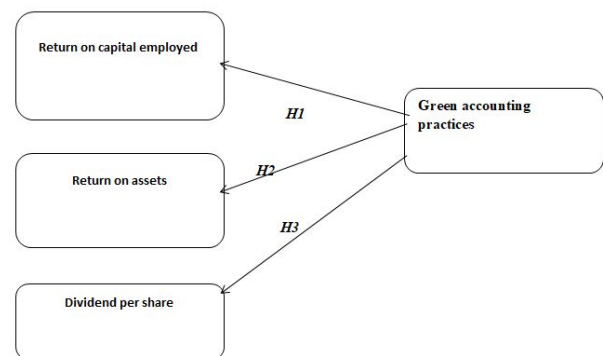 Return on capital employed
Green accounting
practices
H1
Return on assets
H2
H3
Dividend per share